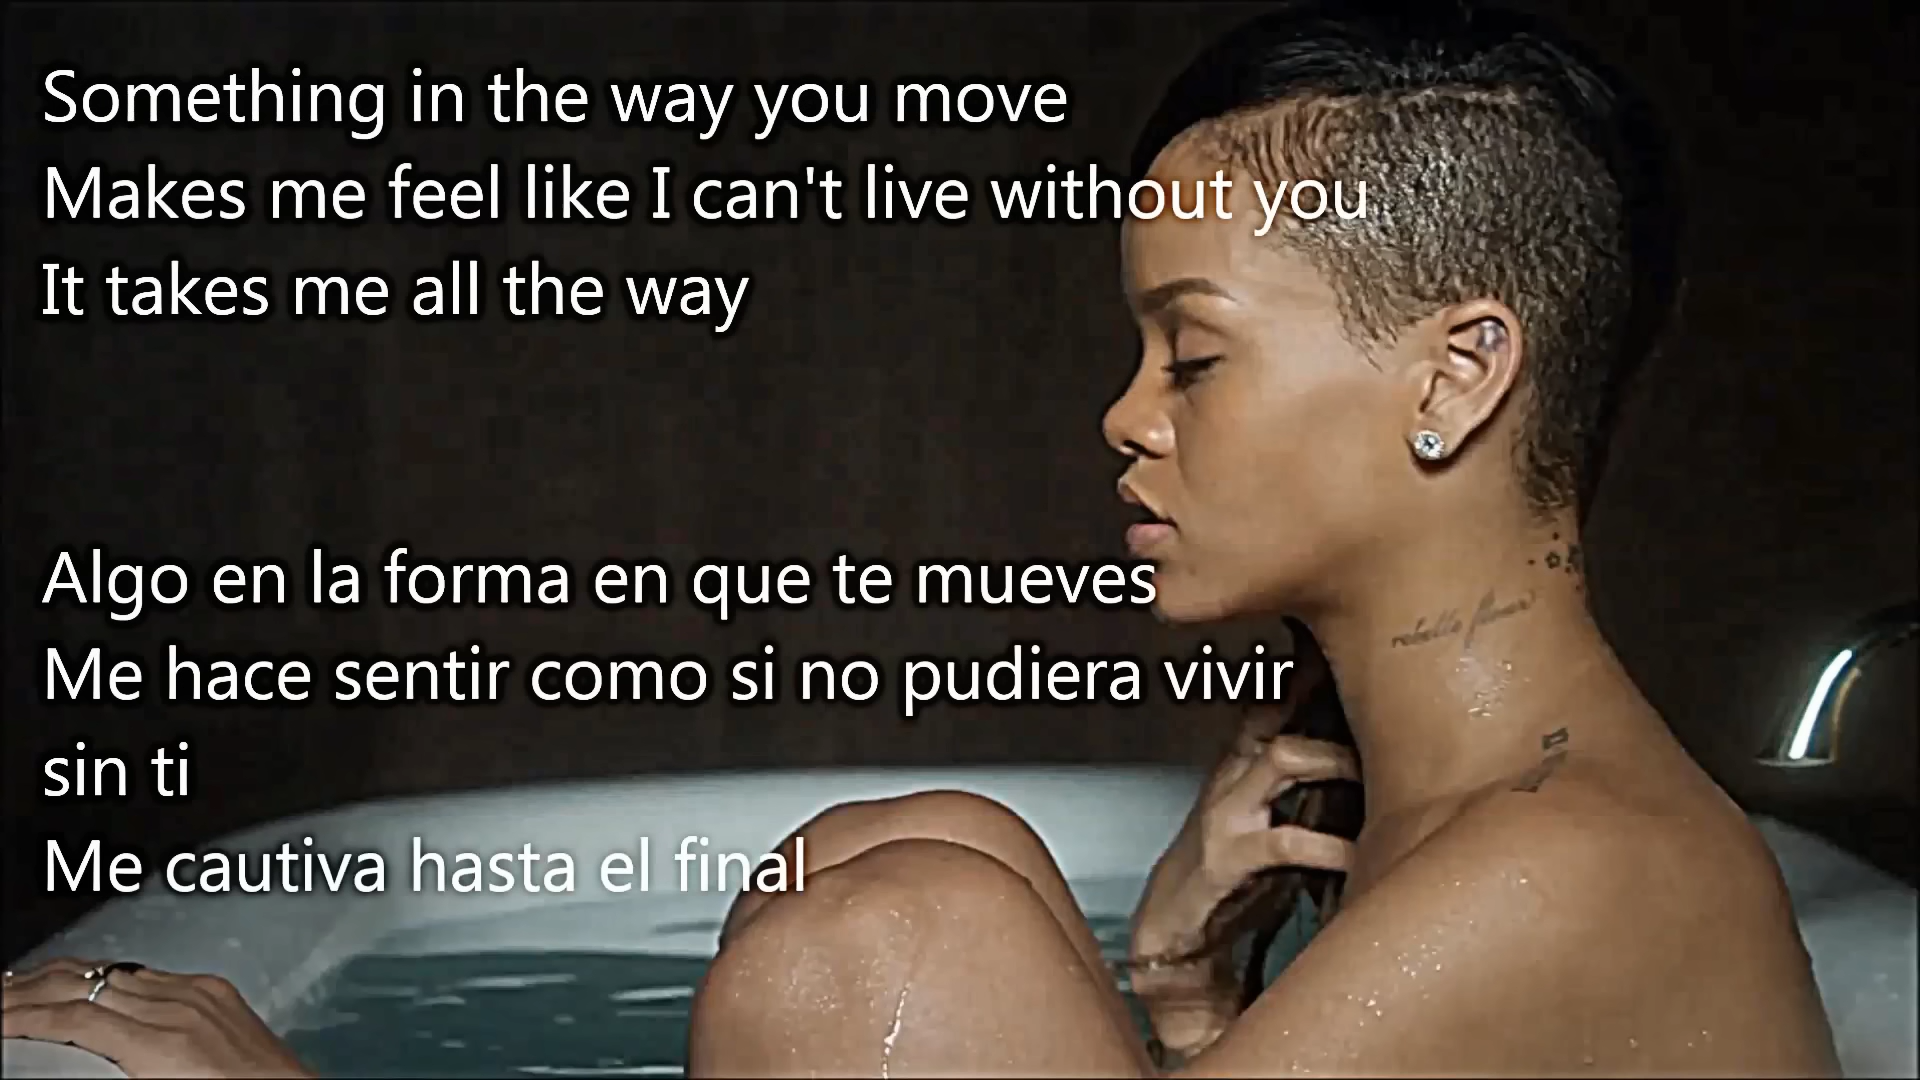 Something in the way you move
Makes me feel like I can't live without you
It takes me all the way
Algo en la forma en que te mueves
Me hace sentir como si no pudiera vivir
sin ti
Me cautiva hasta el final
rebelle fleur